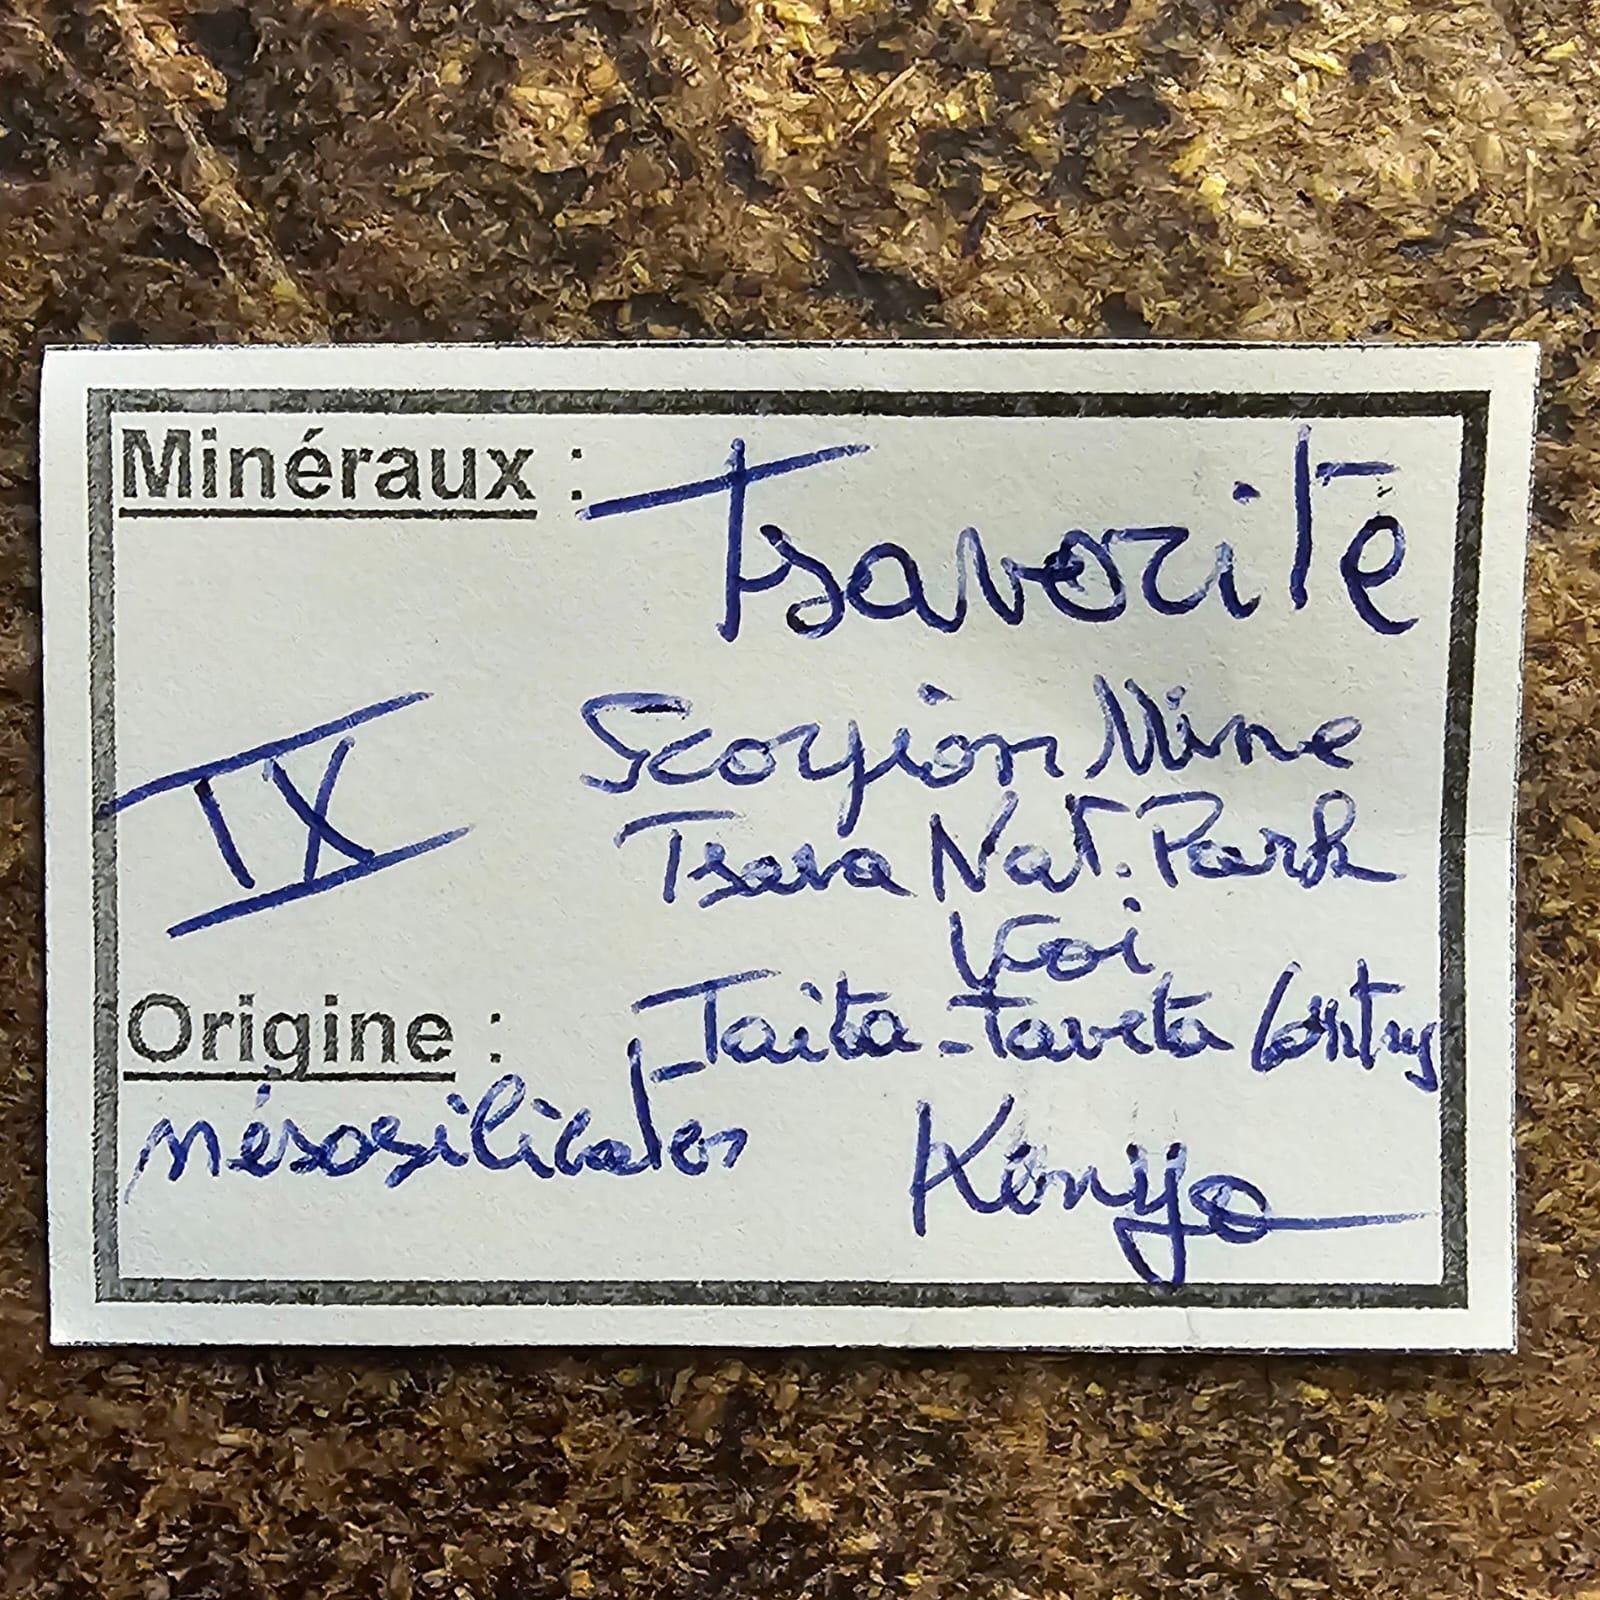 Minéraux : Tsavorite
IX
Scorpion Mine
Tsavo Nat. Park
Voi
Taita-Taveta
Origine :
mésosilicates
Kenya